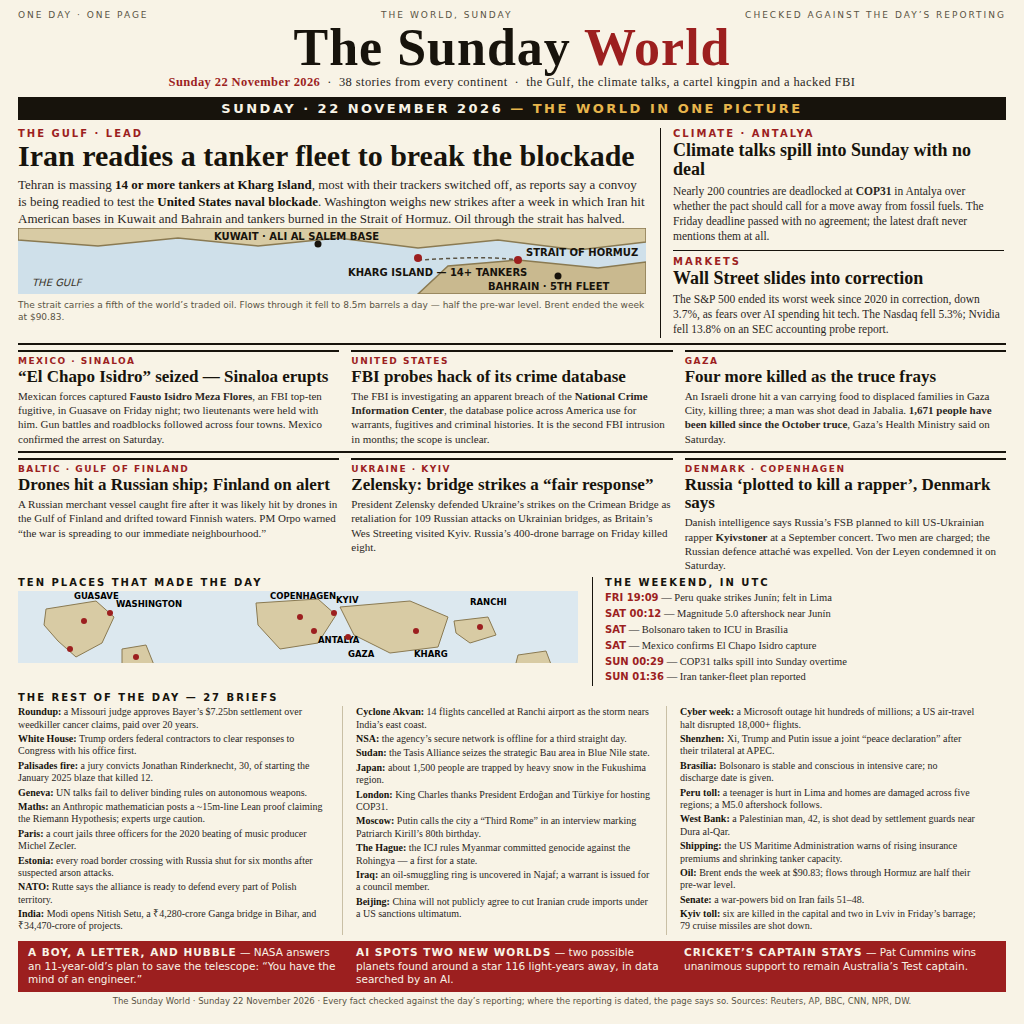 ONE DAY · ONE PAGE
THE WORLD, SUNDAY
CHECKED AGAINST THE DAY'S REPORTING
The Sunday World
Sunday 22 November 2026 · 38 stories from every continent · the Gulf, the climate talks, a cartel kingpin and a hacked FBI
SUNDAY · 22 NOVEMBER 2026 — THE WORLD IN ONE PICTURE
THE GULF · LEAD
Iran readies a tanker fleet to break the blockade
Tehran is massing 14 or more tankers at Kharg Island, most with their trackers switched off, as reports say a convoy
is being readied to test the United States naval blockade. Washington weighs new strikes after a week in which Iran hit
American bases in Kuwait and Bahrain and tankers burned in the Strait of Hormuz. Oil through the strait has halved.
KUWAIT · ALI AL SALEM BASE
STRAIT OF HORMUZ
KHARG ISLAND — 14+ TANKERS
THE GULF
BAHRAIN · 5TH FLEET
The strait carries a fifth of the world's traded oil. Flows through it fell to 8.5m barrels a day — half the pre-war level. Brent ended the week
at $90.83.
CLIMATE · ANTALYA
Climate talks spill into Sunday with no
deal
Nearly 200 countries are deadlocked at COP31 in Antalya over
whether the pact should call for a move away from fossil fuels. The
Friday deadline passed with no agreement; the latest draft never
mentions them at all.
MARKETS
Wall Street slides into correction
The S&P 500 ended its worst week since 2020 in correction, down
3.7%, as fears over AI spending hit tech. The Nasdaq fell 5.3%; Nvidia
fell 13.8% on an SEC accounting probe report.
MEXICO · SINALOA
"El Chapo Isidro" seized — Sinaloa erupts
Mexican forces captured Fausto Isidro Meza Flores, an FBI top-ten
fugitive, in Guasave on Friday night; two lieutenants were held with
him. Gun battles and roadblocks followed across four towns. Mexico
confirmed the arrest on Saturday.
UNITED STATES
FBI probes hack of its crime database
The FBI is investigating an apparent breach of the National Crime
Information Center, the database police across America use for
warrants, fugitives and criminal histories. It is the second FBI intrusion
in months; the scope is unclear.
GAZA
Four more killed as the truce frays
An Israeli drone hit a van carrying food to displaced families in Gaza
City, killing three; a man was shot dead in Jabalia. 1,671 people have
been killed since the October truce, Gaza's Health Ministry said on
Saturday.
BALTIC · GULF OF FINLAND
Drones hit a Russian ship; Finland on alert
A Russian merchant vessel caught fire after it was likely hit by drones in
the Gulf of Finland and drifted toward Finnish waters. PM Orpo warned
"the war is spreading to our immediate neighbourhood."
UKRAINE · KYIV
Zelensky: bridge strikes a "fair response"
President Zelensky defended Ukraine's strikes on the Crimean Bridge as
retaliation for 109 Russian attacks on Ukrainian bridges, as Britain's
Wes Streeting visited Kyiv. Russia's 400-drone barrage on Friday killed
eight.
DENMARK · COPENHAGEN
Russia 'plotted to kill a rapper', Denmark
says
Danish intelligence says Russia's FSB planned to kill US-Ukrainian
rapper Kyivstoner at a September concert. Two men are charged; the
Russian defence attaché was expelled. Von der Leyen condemned it on
Saturday.
TEN PLACES THAT MADE THE DAY
GUASAVE
WASHINGTON
COPENHAGEN
KYIV
RANCHI
ANTALYA
GAZA
KHARG
THE WEEKEND, IN UTC
FRI 19:09 — Peru quake strikes Junín; felt in Lima
SAT 00:12 — Magnitude 5.0 aftershock near Junín
SAT — Bolsonaro taken to ICU in Brasília
SAT — Mexico confirms El Chapo Isidro capture
SUN 00:29 — COP31 talks spill into Sunday overtime
SUN 01:36 — Iran tanker-fleet plan reported
THE REST OF THE DAY — 27 BRIEFS
Roundup: a Missouri judge approves Bayer's $7.25bn settlement over
weedkiller cancer claims, paid over 20 years.
White House: Trump orders federal contractors to clear responses to
Congress with his office first.
Palisades fire: a jury convicts Jonathan Rinderknecht, 30, of starting the
January 2025 blaze that killed 12.
Geneva: UN talks fail to deliver binding rules on autonomous weapons.
Maths: an Anthropic mathematician posts a ~15m-line Lean proof claiming
the Riemann Hypothesis; experts urge caution.
Paris: a court jails three officers for the 2020 beating of music producer
Michel Zecler.
Estonia: every road border crossing with Russia shut for six months after
suspected arson attacks.
NATO: Rutte says the alliance is ready to defend every part of Polish
territory.
India: Modi opens Nitish Setu, a ₹4,280-crore Ganga bridge in Bihar, and
₹34,470-crore of projects.
Cyclone Akvan: 14 flights cancelled at Ranchi airport as the storm nears
India's east coast.
NSA: the agency's secure network is offline for a third straight day.
Sudan: the Tasis Alliance seizes the strategic Bau area in Blue Nile state.
Japan: about 1,500 people are trapped by heavy snow in the Fukushima
region.
London: King Charles thanks President Erdoğan and Türkiye for hosting
COP31.
Moscow: Putin calls the city a "Third Rome" in an interview marking
Patriarch Kirill's 80th birthday.
The Hague: the ICJ rules Myanmar committed genocide against the
Rohingya — a first for a state.
Iraq: an oil-smuggling ring is uncovered in Najaf; a warrant is issued for
a council member.
Beijing: China will not publicly agree to cut Iranian crude imports under
a US sanctions ultimatum.
Cyber week: a Microsoft outage hit hundreds of millions; a US air-travel
halt disrupted 18,000+ flights.
Shenzhen: Xi, Trump and Putin issue a joint "peace declaration" after
their trilateral at APEC.
Brasília: Bolsonaro is stable and conscious in intensive care; no
discharge date is given.
Peru toll: a teenager is hurt in Lima and homes are damaged across five
regions; a M5.0 aftershock follows.
West Bank: a Palestinian man, 42, is shot dead by settlement guards near
Dura al-Qar.
Shipping: the US Maritime Administration warns of rising insurance
premiums and shrinking tanker capacity.
Oil: Brent ends the week at $90.83; flows through Hormuz are half their
pre-war level.
Senate: a war-powers bid on Iran fails 51–48.
Kyiv toll: six are killed in the capital and two in Lviv in Friday's barrage;
79 cruise missiles are shot down.
A BOY, A LETTER, AND HUBBLE — NASA answers
an 11-year-old's plan to save the telescope: "You have the
mind of an engineer."
AI SPOTS TWO NEW WORLDS — two possible
planets found around a star 116 light-years away, in data
searched by an AI.
CRICKET'S CAPTAIN STAYS — Pat Cummins wins
unanimous support to remain Australia's Test captain.
The Sunday World · Sunday 22 November 2026 · Every fact checked against the day's reporting; where the reporting is dated, the page says so. Sources: Reuters, AP, BBC, CNN, NPR, DW.